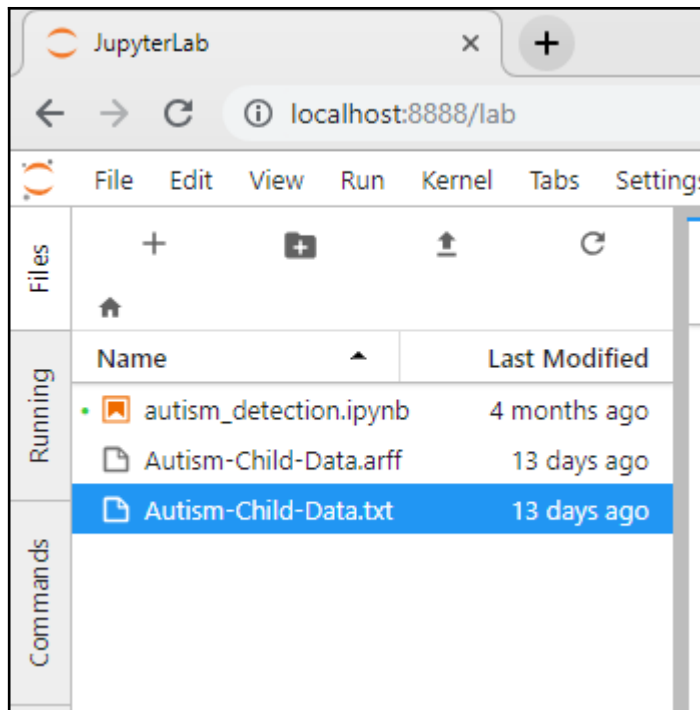 JupyterLab
localhost:8888/lab
File Edit View Run Kernel Tabs Settings
Files
Running
Commands
Name Last Modified
autism_detection.ipynb 4 months ago
Autism-Child-Data.arff 13 days ago
Autism-Child-Data.txt 13 days ago